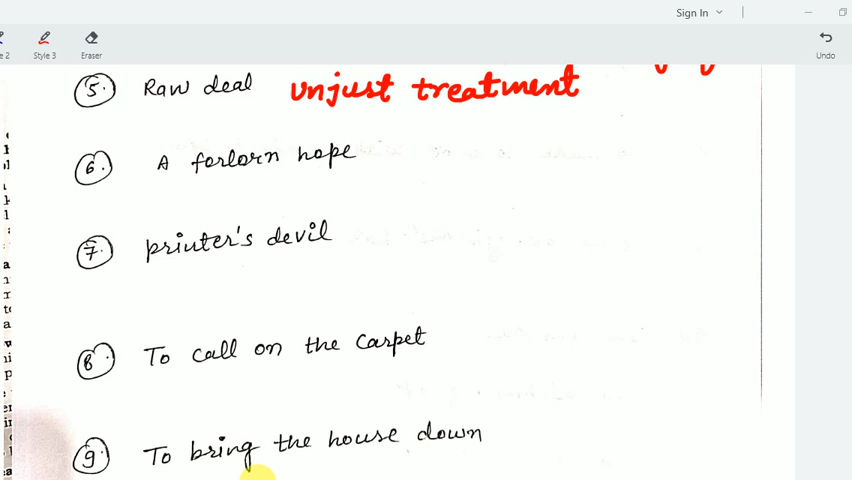 Sign In
e 2
Style 3
Eraser
Undo
5. Raw deal unjust treatment
6. A forlorn hope
7. printer's devil
8. To call on the carpet
9. To bring the house down